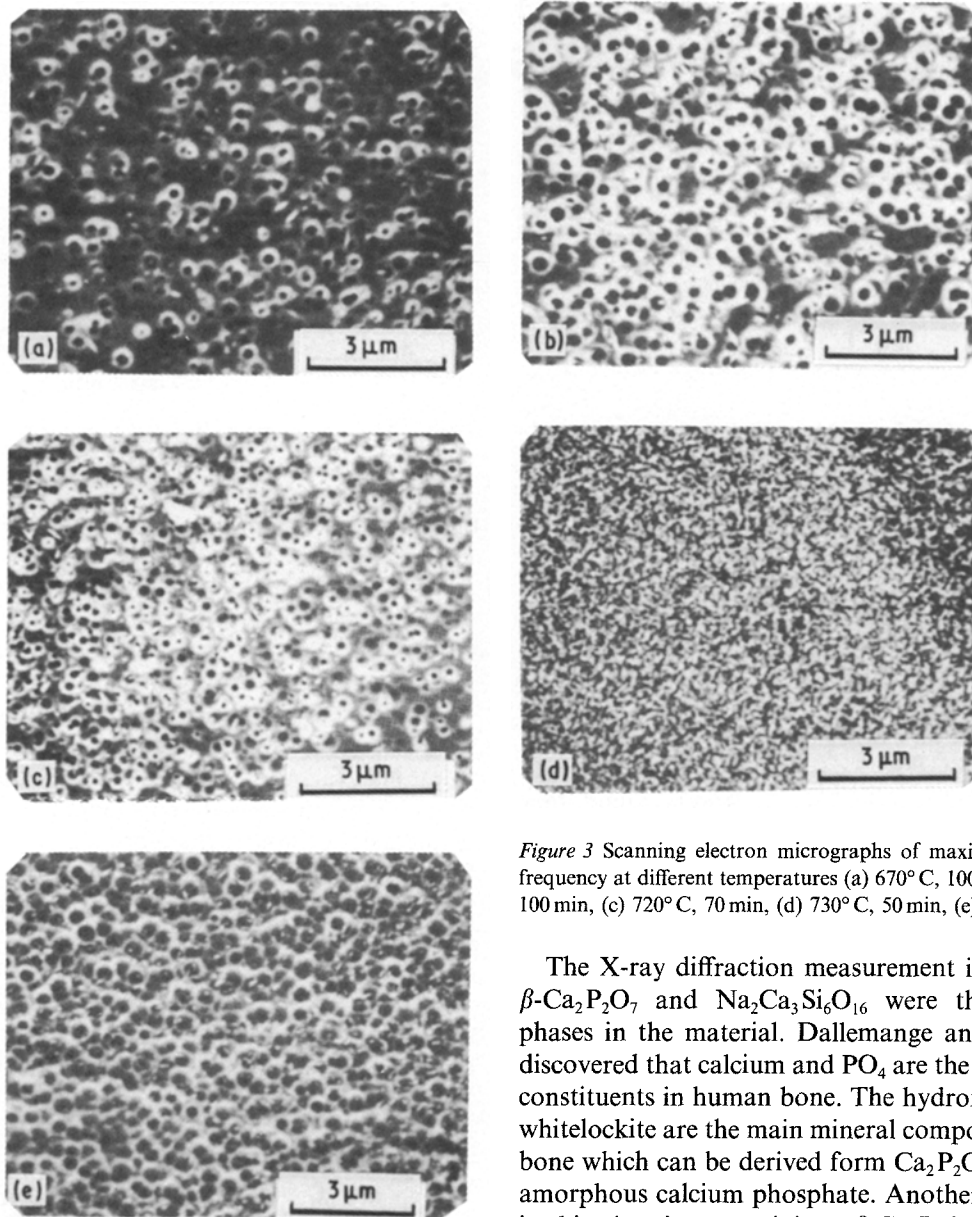 (a)
3 μm
(b)
3 μm
(c)
3 μm
(d)
3 μm
(e)
3 μm
Figure 3 Scanning electron micrographs of maxi
frequency at different temperatures (a) 670° C, 100
100 min, (c) 720° C, 70 min, (d) 730° C, 50 min, (e)
The X-ray diffraction measurement i
β-Ca₂P₂O₇ and Na₂Ca₃Si₆O₁₆ were th
phases in the material. Dallemange an
discovered that calcium and PO₄ are the
constituents in human bone. The hydro
whitelockite are the main mineral compo
bone which can be derived form Ca₂P₂O
amorphous calcium phosphate. Another